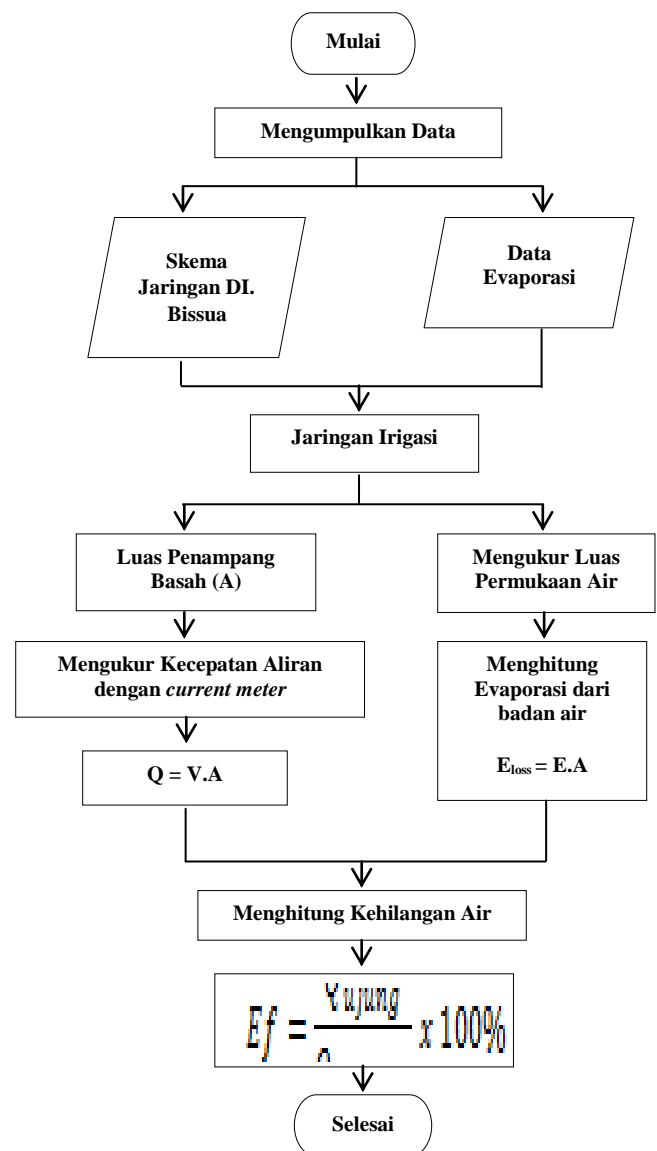 Mulai
Mengumpulkan Data
Skema
Jaringan DI.
Bissua
Data
Evaporasi
Jaringan Irigasi
Luas Penampang
Basah (A)
Mengukur Luas
Permukaan Air
Mengukur Kecepatan Aliran
dengan current meter
Menghitung
Evaporasi dari
badan air
Q = V.A
Eloss = E.A
Menghitung Kehilangan Air
ujung
Ef = x 100%
Selesai